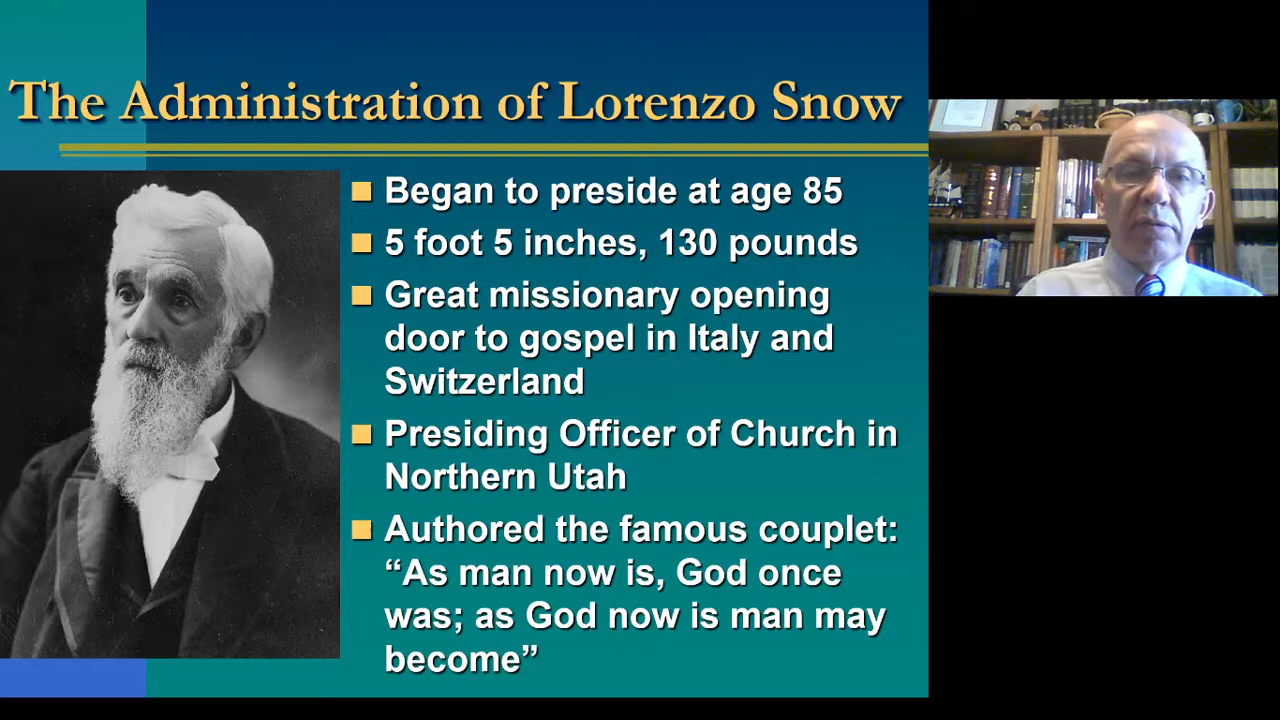 The Administration of Lorenzo Snow
Began to preside at age 85
5 foot 5 inches, 130 pounds
Great missionary opening
door to gospel in Italy and
Switzerland
Presiding Officer of Church in
Northern Utah
Authored the famous couplet:
“As man now is, God once
was; as God now is man may
become”